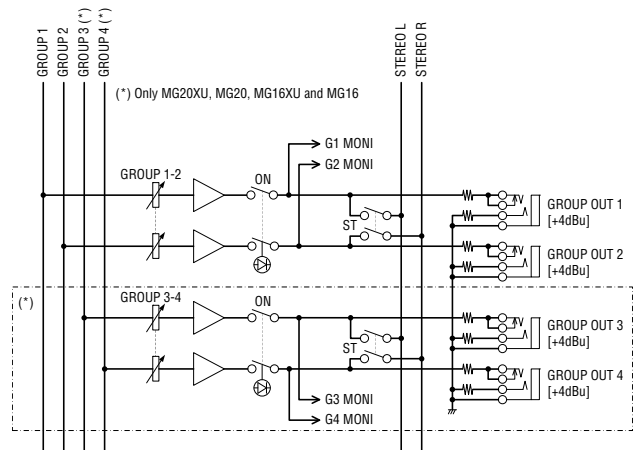 GROUP 1
GROUP 2
GROUP 3 (*)
GROUP 4 (*)
STEREO L
STEREO R
(*) Only MG20XU, MG20, MG16XU and MG16
G1 MONI
G2 MONI
GROUP 1-2
ON
ST
GROUP OUT 1
[+4dBu]
GROUP OUT 2
[+4dBu]
(*)
GROUP 3-4
ON
ST
GROUP OUT 3
[+4dBu]
GROUP OUT 4
[+4dBu]
G3 MONI
G4 MONI